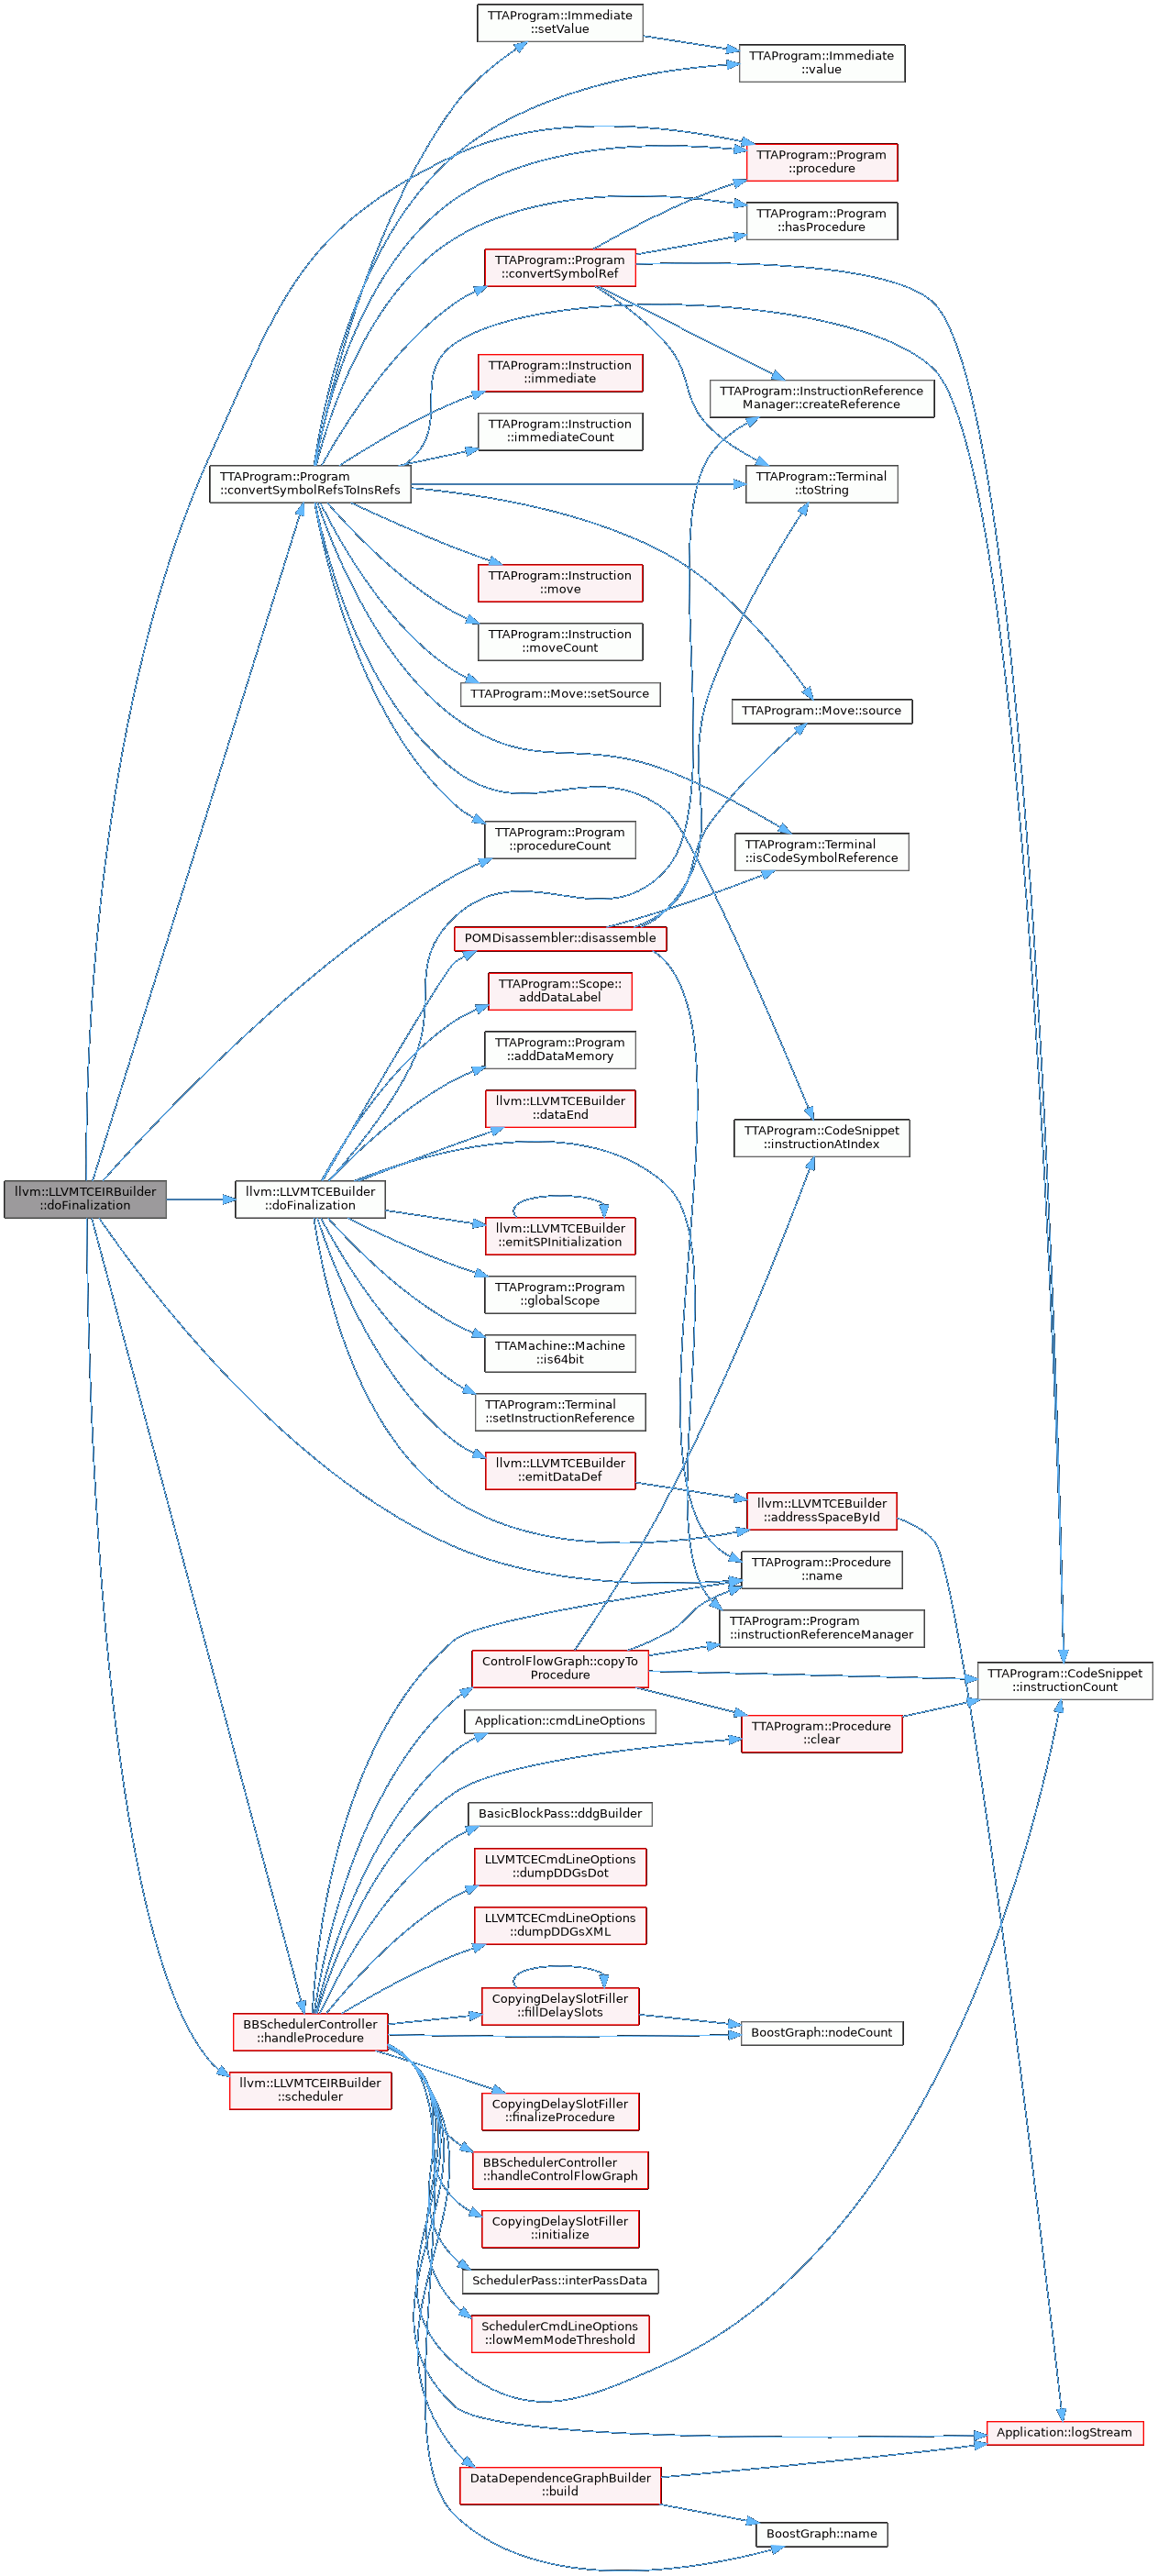 TTAProgram::Immediate
::setValue
TTAProgram::Immediate
::value
TTAProgram::Program
::procedure
TTAProgram::Program
::hasProcedure
TTAProgram::Program
::convertSymbolRef
TTAProgram::Instruction
::immediate
TTAProgram::InstructionReference
Manager::createReference
TTAProgram::Instruction
::immediateCount
TTAProgram::Program
::convertSymbolRefsToInsRefs
TTAProgram::Terminal
::toString
TTAProgram::Instruction
::move
TTAProgram::Instruction
::moveCount
TTAProgram::Move::setSource
TTAProgram::Move::source
TTAProgram::Program
::procedureCount
TTAProgram::Terminal
::isCodeSymbolReference
POMDisassembler::disassemble
TTAProgram::Scope::
addDataLabel
TTAProgram::Program
::addDataMemory
llvm::LLVMTCEBuilder
::dataEnd
TTAProgram::CodeSnippet
::instructionAtIndex
llvm::LLVMTCEIRBuilder
::doFinalization
llvm::LLVMTCEBuilder
::doFinalization
llvm::LLVMTCEBuilder
::emitSPInitialization
TTAProgram::Program
::globalScope
TTAMachine::Machine
::is64bit
TTAProgram::Terminal
::setInstructionReference
llvm::LLVMTCEBuilder
::emitDataDef
llvm::LLVMTCEBuilder
::addressSpaceById
TTAProgram::Procedure
::name
TTAProgram::Program
::instructionReferenceManager
ControlFlowGraph::copyTo
Procedure
TTAProgram::CodeSnippet
::instructionCount
Application::cmdLineOptions
TTAProgram::Procedure
::clear
BasicBlockPass::ddgBuilder
LLVMTCECmdLineOptions
::dumpDDGsDot
LLVMTCECmdLineOptions
::dumpDDGsXML
CopyingDelaySlotFiller
::fillDelaySlots
BBSchedulerController
::handleProcedure
BoostGraph::nodeCount
llvm::LLVMTCEIRBuilder
::scheduler
CopyingDelaySlotFiller
::finalizeProcedure
BBSchedulerController
::handleControlFlowGraph
CopyingDelaySlotFiller
::initialize
SchedulerPass::interPassData
SchedulerCmdLineOptions
::lowMemModeThreshold
Application::logStream
DataDependenceGraphBuilder
::build
BoostGraph::name